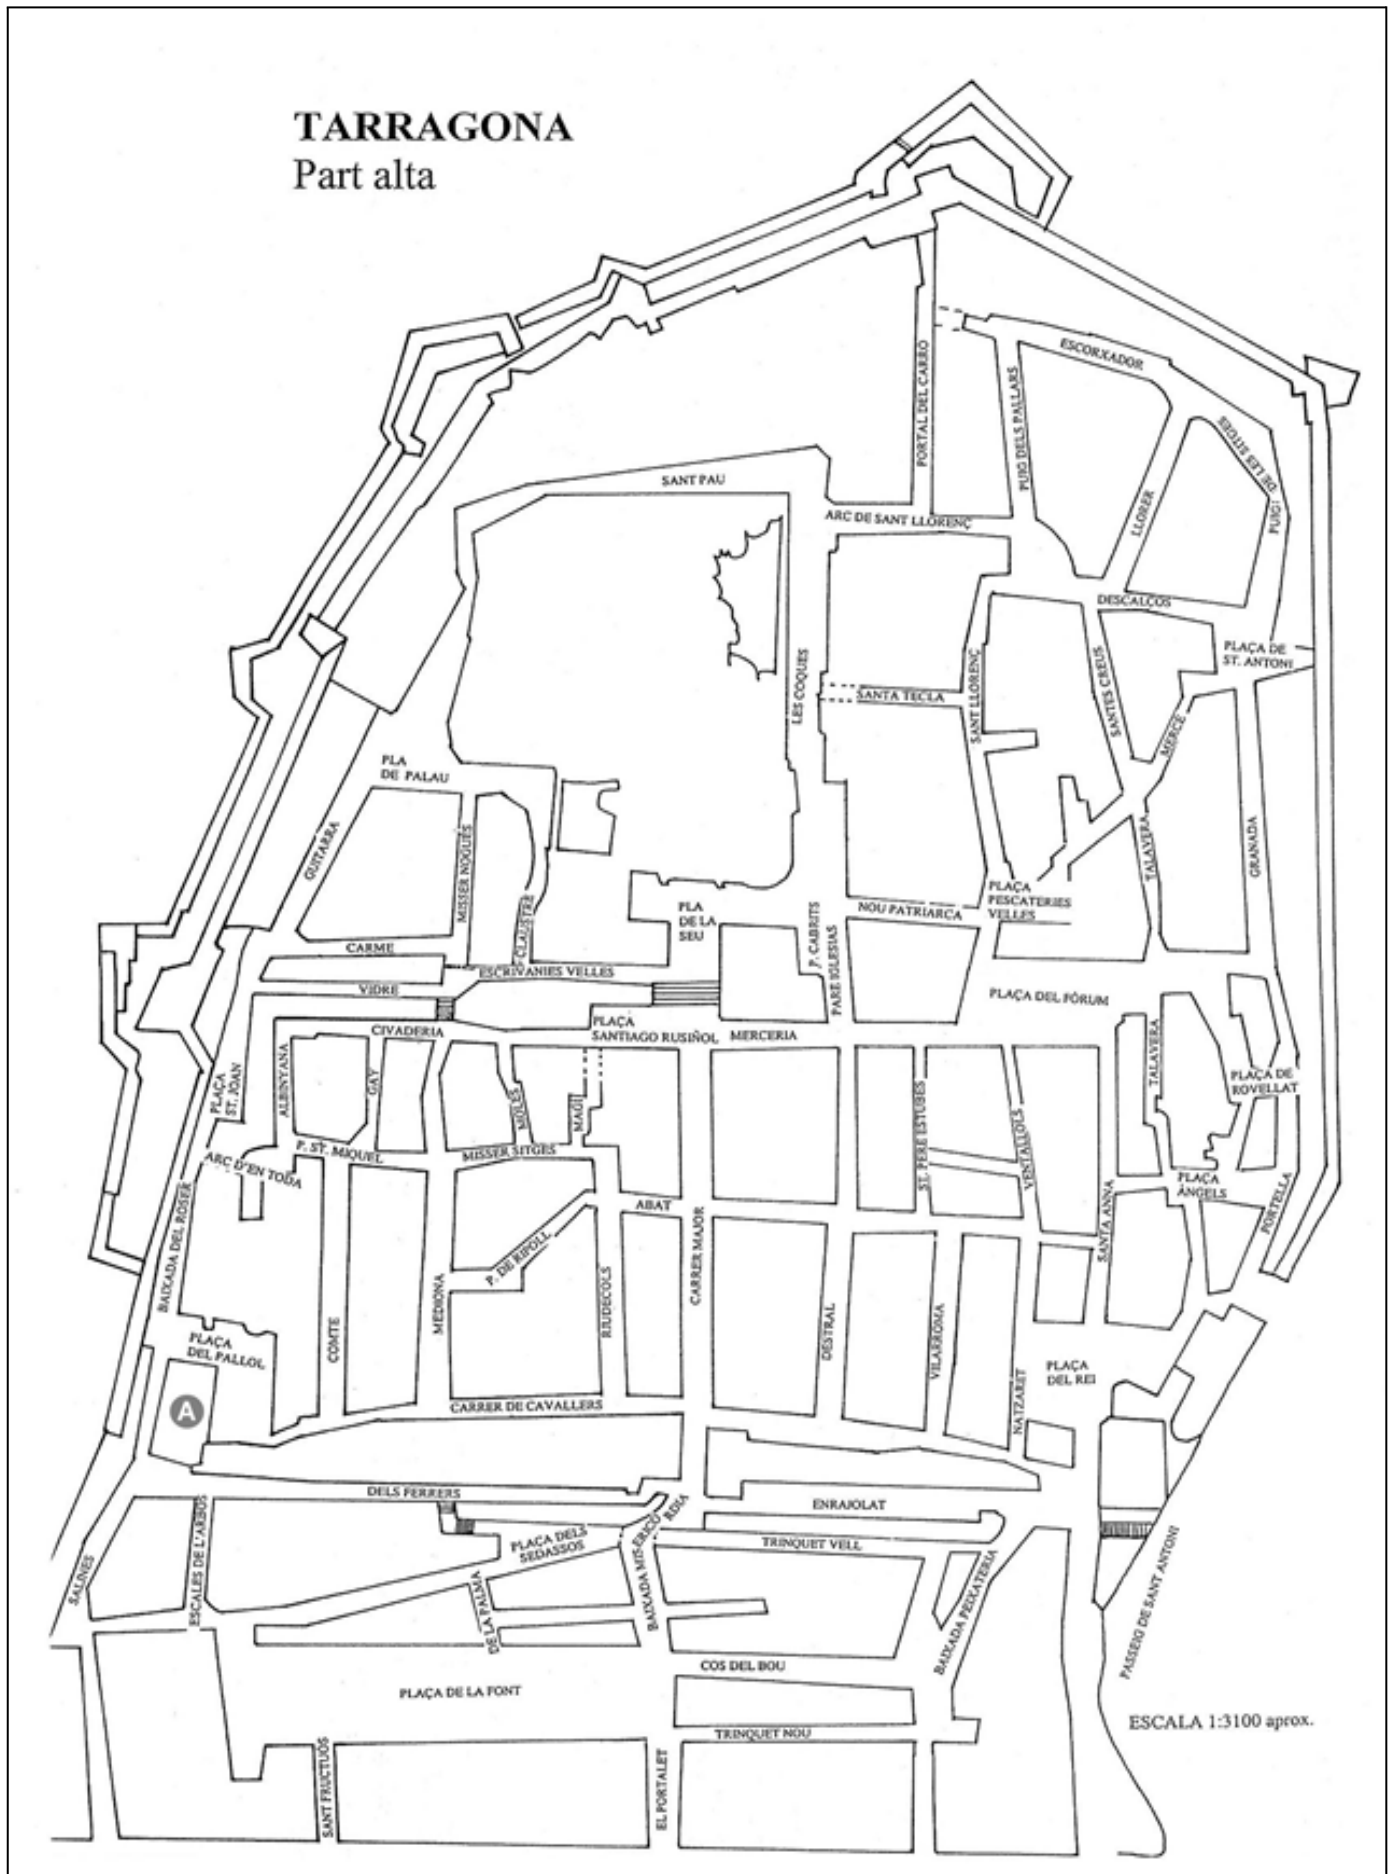 TARRAGONA
Part alta
ESCORXADOR
PORTAL DEL CARRO
PUIG DELS PALLARS
PUIG DE LES SITGES
LLORER
SANT PAU
ARC DE SANT LLORENÇ
DESCALÇOS
PLAÇA DE
ST. ANTONI
LES COQUES
SANTA TECLA
SANT LLORENÇ
SANTES CREUS
MERCÈ
PLA
DE PALAU
GUITARRA
MISSER NOGUÉS
P. CLAUSTRE
TALAVERA
GRANADA
PLA
DE LA
SEU
P. CABRITS
PARE IGLESIAS
NOU PATRIARCA
PLAÇA
PESCATERIES
VELLES
CARME
ESCRIVANIES VELLES
VIDRE
PLAÇA DEL FÒRUM
CIVADERIA
PLAÇA
SANTIAGO RUSIÑOL
MERCERIA
PLAÇA
ST. JOAN
ALBINYANA
GAY
MOLES
MAGÍ
TALAVERA
PLAÇA DE
ROVELLAT
ST. PERE ESTUBES
VENTALLOLS
P. ST. MIQUEL
MISSER SITGES
ARC D'EN TODA
PLAÇA
ÀNGELS
PORTELLA
BAIXADA DEL ROSER
ABAT
CARRER MAJOR
SANTA ANNA
P. DE RIPOLL
MEDIONA
RIUDECOLS
COMTE
DESTRAL
VILARROMA
NATZARET
PLAÇA
DEL PALLOL
PLAÇA
DEL REI
A
CARRER DE CAVALLERS
DELS FERRERS
ENRAJOLAT
PLAÇA DELS
SEDASSOS
TRINQUET VELL
SALINES
ESCALES DE L'ARBÓS
DE LA PALMA
BAIXADA MISERICORDIA
BAIXADA PEIXATERIA
PASSEIG DE SANT ANTONI
COS DEL BOU
PLAÇA DE LA FONT
TRINQUET NOU
SANT FRUCTUÓS
EL PORTALET
ESCALA 1:3100 aprox.